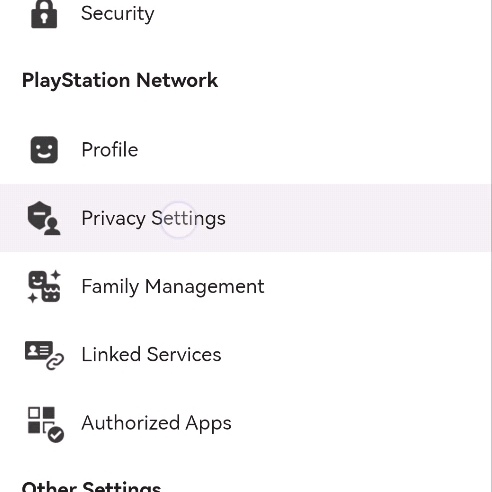 Security
PlayStation Network
Profile
Privacy Settings
Family Management
Linked Services
Authorized Apps
Other Settings